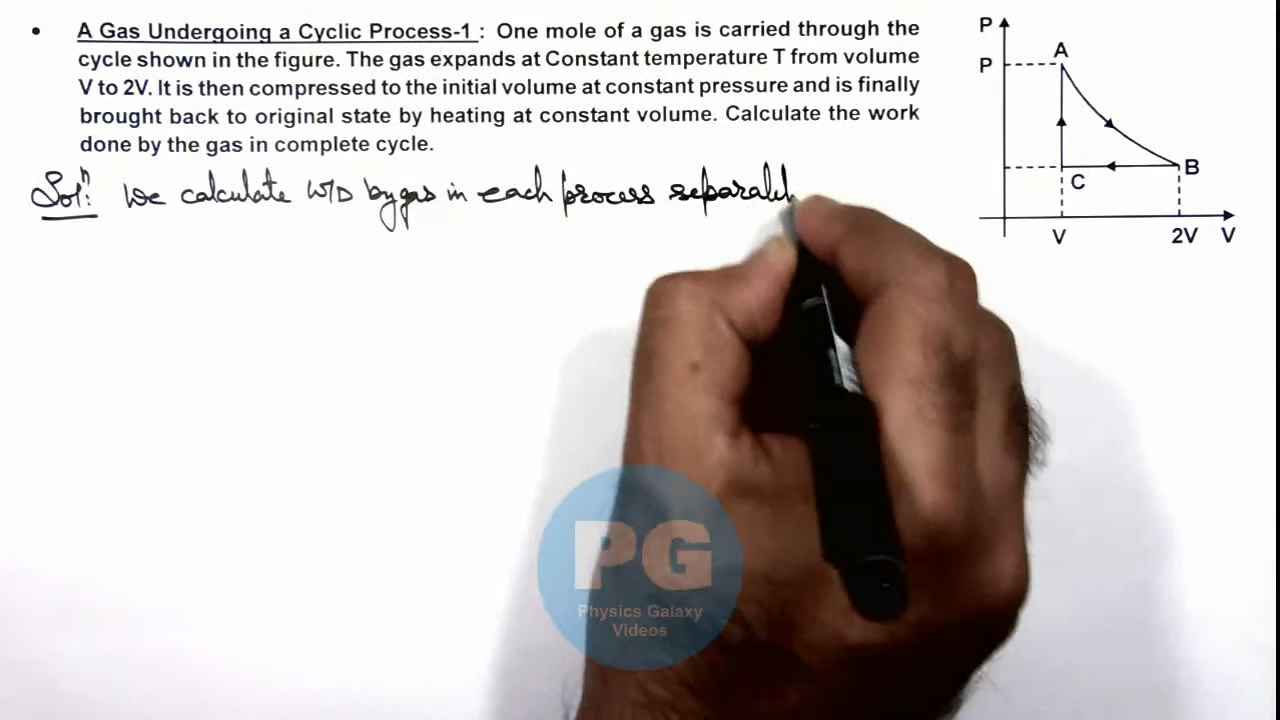 • A Gas Undergoing a Cyclic Process-1 : One mole of a gas is carried through the
cycle shown in the figure. The gas expands at Constant temperature T from volume
V to 2V. It is then compressed to the initial volume at constant pressure and is finally
brought back to original state by heating at constant volume. Calculate the work
done by the gas in complete cycle.
Solⁿ: We calculate W/D by gas in each process
P
A
P
B
C
V 2V V
PG
Physics Galaxy
Videos